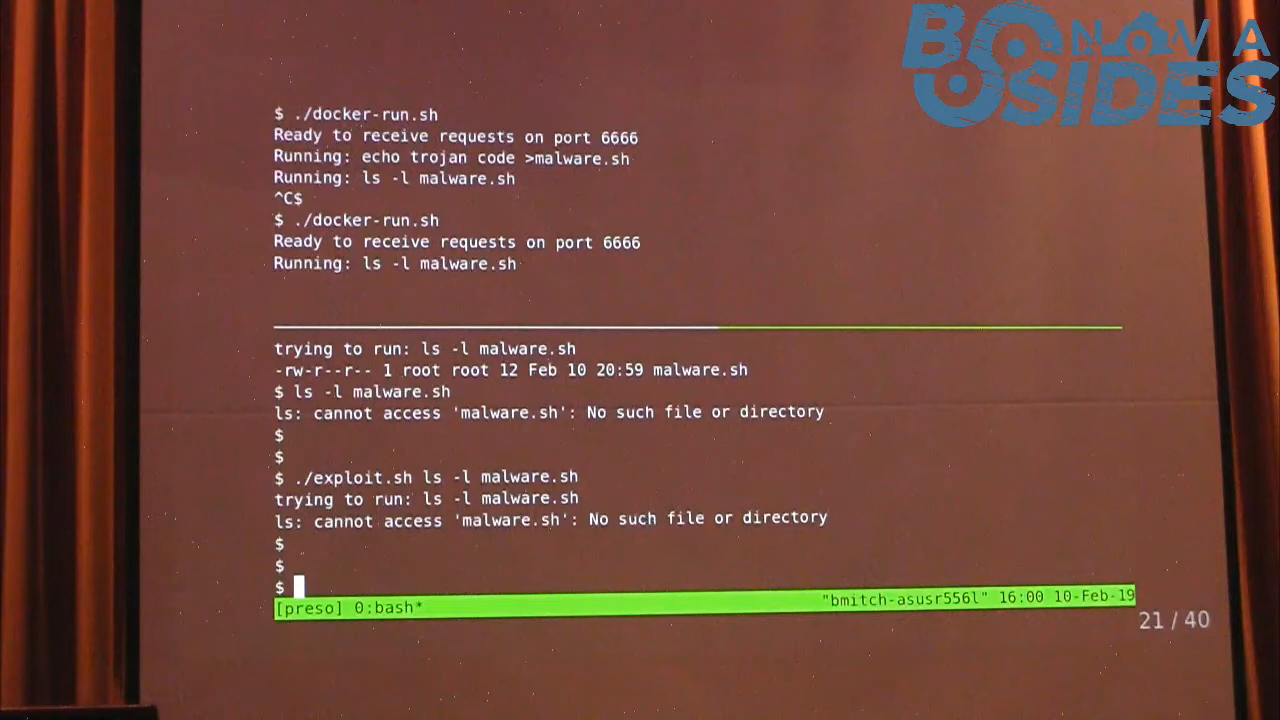 BSIDES NOVA
$ ./docker-run.sh
Ready to receive requests on port 6666
Running: echo trojan code >malware.sh
Running: ls -l malware.sh
^C$
$ ./docker-run.sh
Ready to receive requests on port 6666
Running: ls -l malware.sh
trying to run: ls -l malware.sh
-rw-r--r-- 1 root root 12 Feb 10 20:59 malware.sh
$ ls -l malware.sh
ls: cannot access 'malware.sh': No such file or directory
$
$
$ ./exploit.sh ls -l malware.sh
trying to run: ls -l malware.sh
ls: cannot access 'malware.sh': No such file or directory
$
$
$
[preso] 0:bash* "bmitch-asusr556l" 16:00 10-Feb-19
21 / 40